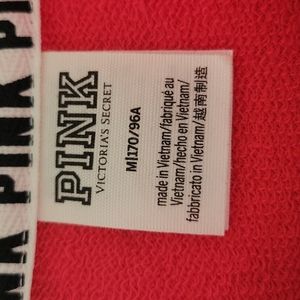 PINK PINK PI
PINK
VICTORIA'S SECRET
M|170/96A
made in Vietnam/fabriqué au
Vietnam/hecho en Vietnam/
fabbricato in Vietnam/越南制造